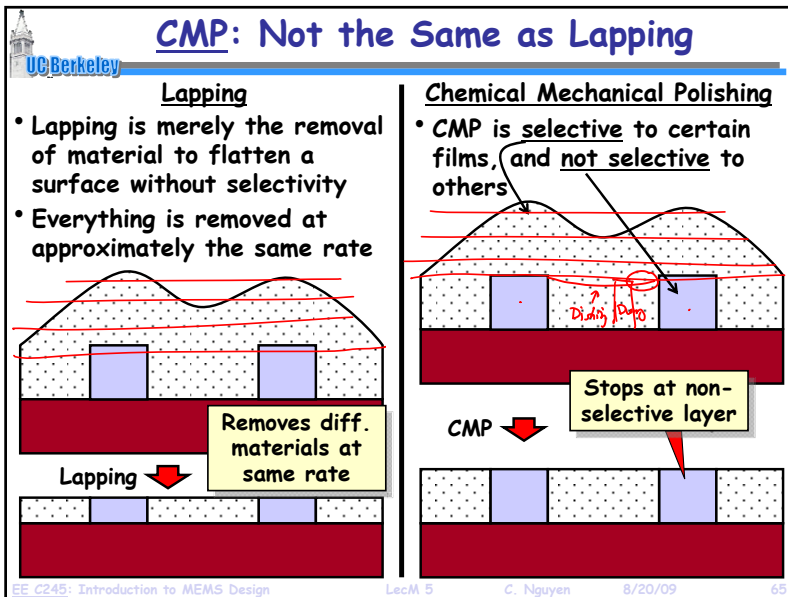 CMP: Not the Same as Lapping
UC Berkeley
Lapping
• Lapping is merely the removal
of material to flatten a
surface without selectivity
• Everything is removed at
approximately the same rate
Removes diff.
materials at
same rate
Lapping
Chemical Mechanical Polishing
• CMP is selective to certain
films, and not selective to
others
Dishing
Stops at non-
selective layer
CMP
EE C245: Introduction to MEMS Design LecM 5 C. Nguyen 8/20/09 65